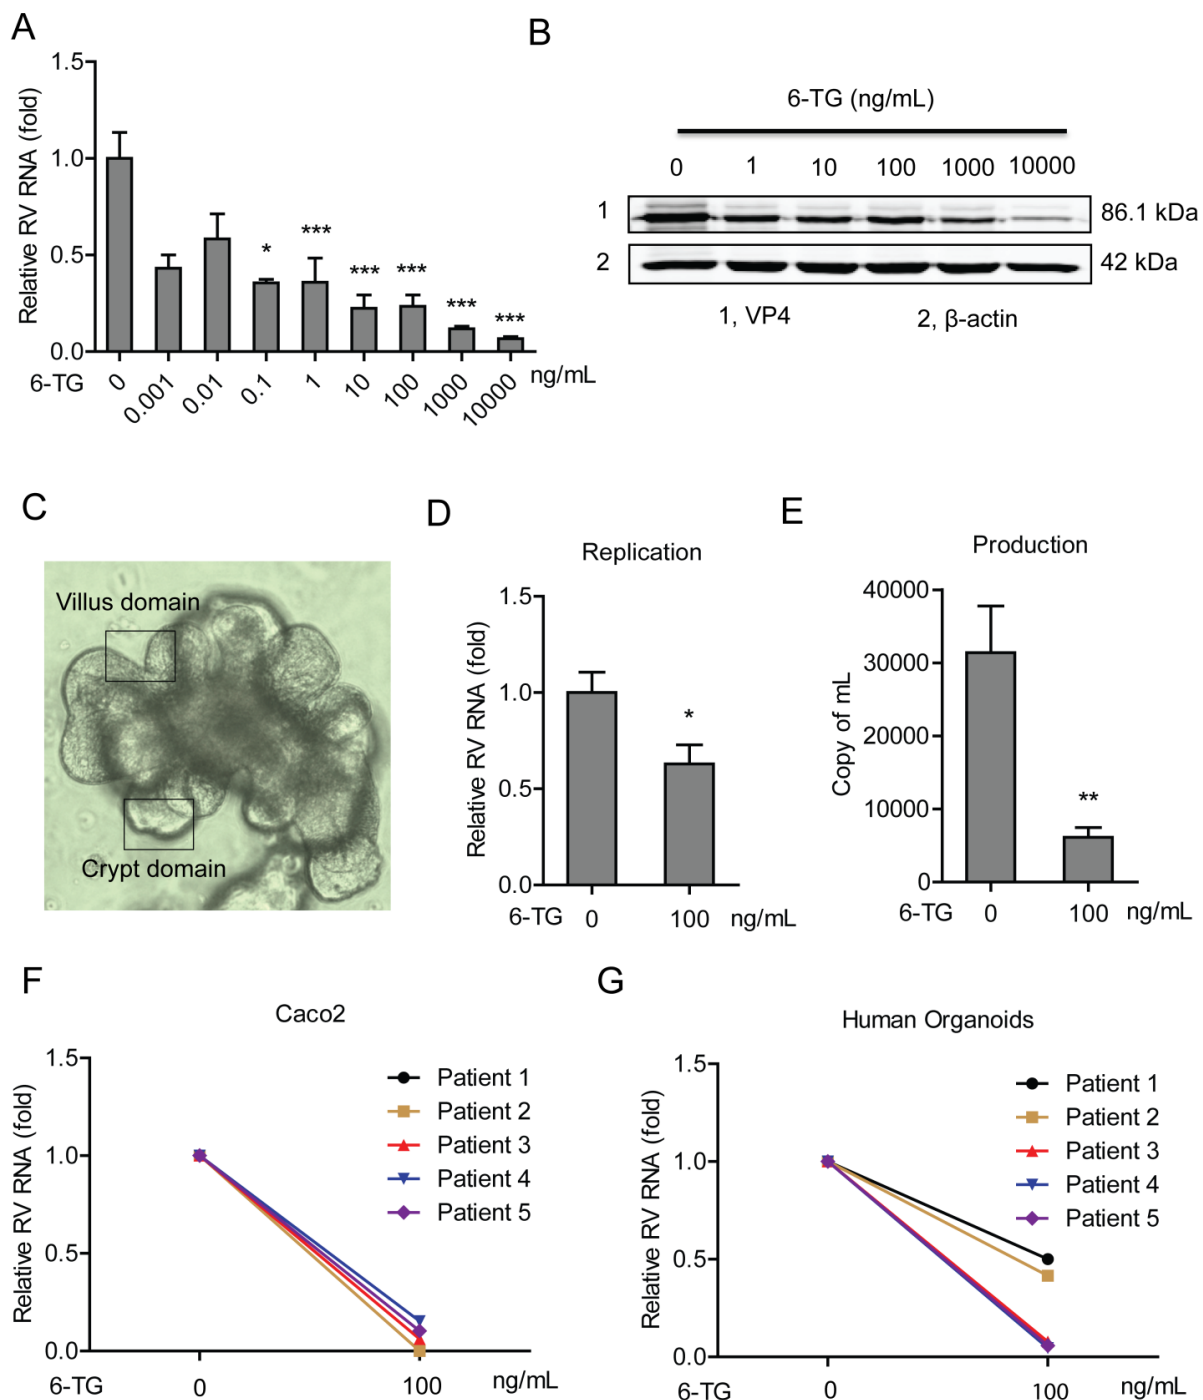 A
Relative RV RNA (fold)
1.5
1.0
0.5
0.0
* *** *** *** *** ***
6-TG 0 0.001 0.01 0.1 1 10 100 1000 10000 ng/mL
B
6-TG (ng/mL)
0 1 10 100 1000 10000
1 86.1 kDa
2 42 kDa
1, VP4 2, β-actin
C
Villus domain
Crypt domain
D
Replication
Relative RV RNA (fold)
1.5
1.0
0.5
0.0
*
6-TG 0 100 ng/mL
E
Production
Copy of mL
40000
30000
20000
10000
0
**
6-TG 0 100 ng/mL
F
Caco2
Relative RV RNA (fold)
1.5
1.0
0.5
0.0
Patient 1
Patient 2
Patient 3
Patient 4
Patient 5
6-TG 0 100 ng/mL
G
Human Organoids
Relative RV RNA (fold)
1.5
1.0
0.5
0.0
Patient 1
Patient 2
Patient 3
Patient 4
Patient 5
6-TG 0 100 ng/mL